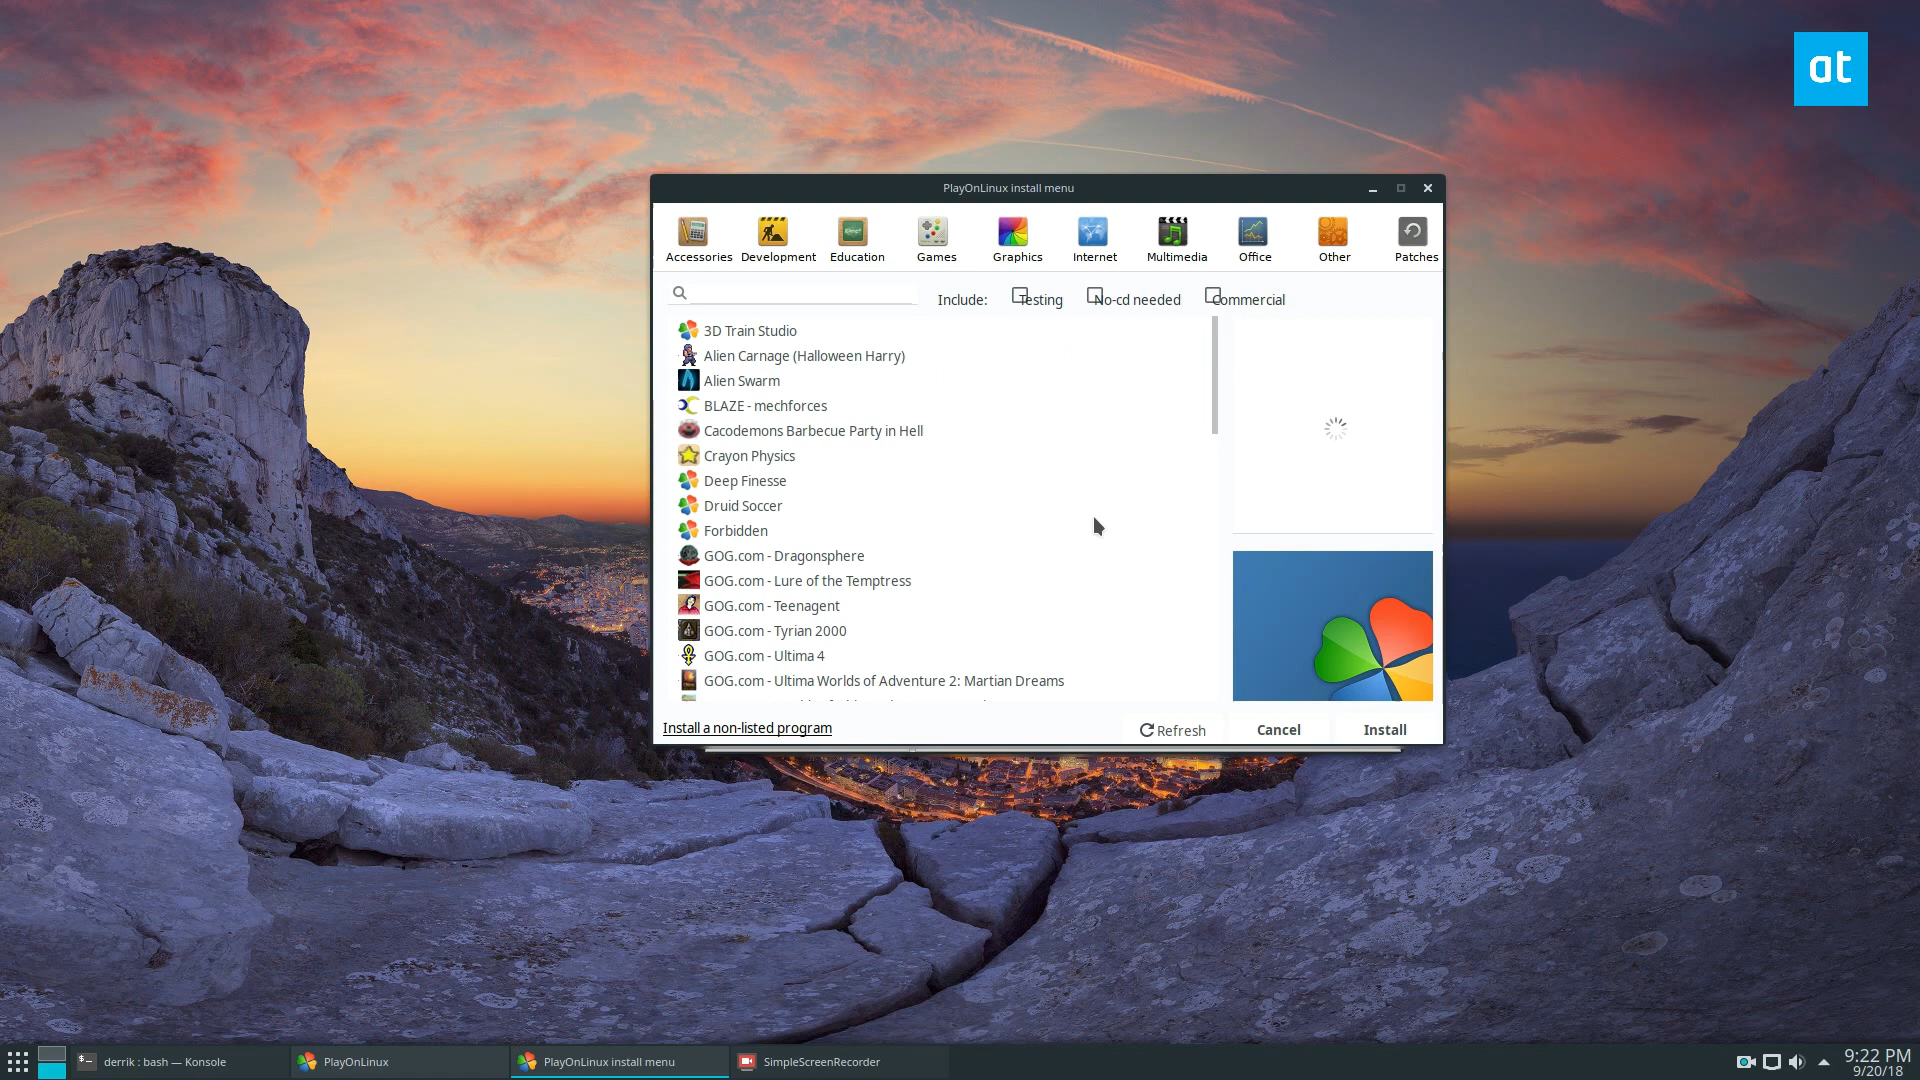 at
PlayOnLinux install menu
Accessories Development Education Games Graphics Internet Multimedia Office Other Patches
Include: Testing No-cd needed Commercial
3D Train Studio
Alien Carnage (Halloween Harry)
Alien Swarm
BLAZE - mechforces
Cacodemons Barbecue Party in Hell
Crayon Physics
Deep Finesse
Druid Soccer
Forbidden
GOG.com - Dragonsphere
GOG.com - Lure of the Temptress
GOG.com - Teenagent
GOG.com - Tyrian 2000
GOG.com - Ultima 4
GOG.com - Ultima Worlds of Adventure 2: Martian Dreams
Install a non-listed program Refresh Cancel Install
derrik : bash — Konsole PlayOnLinux PlayOnLinux install menu SimpleScreenRecorder 9:22 PM
9/20/18